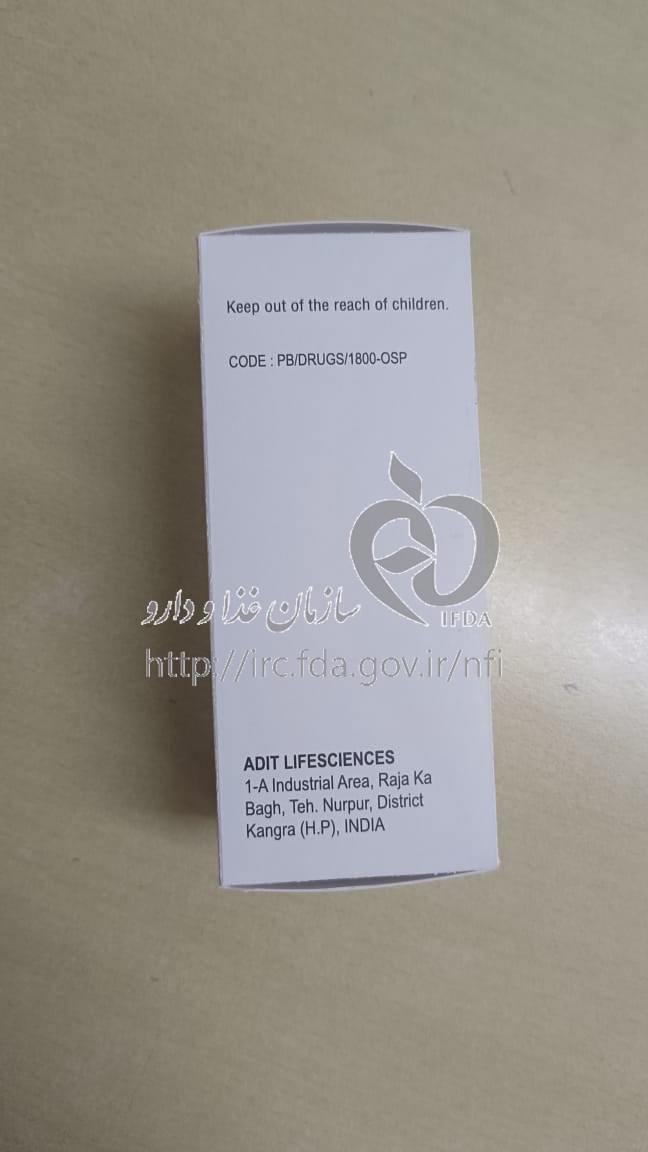 Keep out of the reach of children.
CODE : PB/DRUGS/1800-OSP
IFDA
سازمان غذا و دارو
http://irc.fda.gov.ir/nfi
ADIT LIFESCIENCES
1-A Industrial Area, Raja Ka
Bagh, Teh. Nurpur, District
Kangra (H.P), INDIA